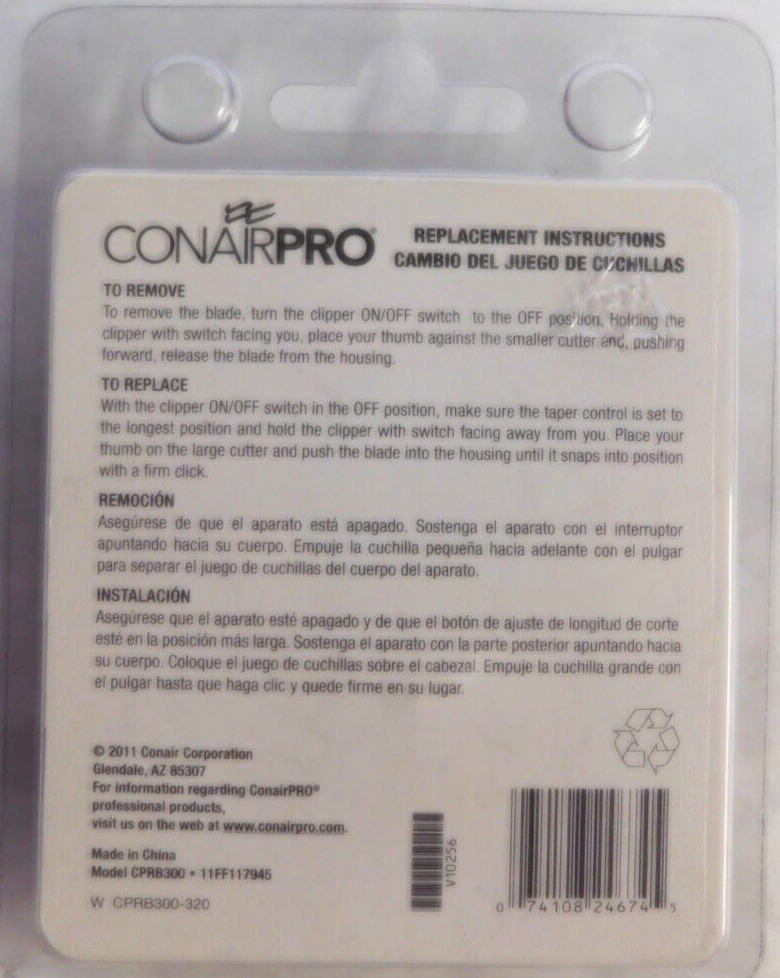 CONAIRPRO®
REPLACEMENT INSTRUCTIONS
CAMBIO DEL JUEGO DE CUCHILLAS
TO REMOVE
To remove the blade, turn the clipper ON/OFF switch to the OFF position. Holding the
clipper with switch facing you, place your thumb against the smaller cutter and, pushing
forward, release the blade from the housing.
TO REPLACE
With the clipper ON/OFF switch in the OFF position, make sure the taper control is set to
the longest position and hold the clipper with switch facing away from you. Place your
thumb on the large cutter and push the blade into the housing until it snaps into position
with a firm click.
REMOCIÓN
Asegúrese de que el aparato está apagado. Sostenga el aparato con el interruptor
apuntando hacia su cuerpo. Empuje la cuchilla pequeña hacia adelante con el pulgar
para separar el juego de cuchillas del cuerpo del aparato.
INSTALACIÓN
Asegúrese que el aparato esté apagado y de que el botón de ajuste de longitud de corte
esté en la posición más larga. Sostenga el aparato con la parte posterior apuntando hacia
su cuerpo. Coloque el juego de cuchillas sobre el cabezal. Empuje la cuchilla grande con
el pulgar hasta que haga clic y quede firme en su lugar.
© 2011 Conair Corporation
Glendale, AZ 85307
For information regarding ConairPRO®
professional products,
visit us on the web at www.conairpro.com.
Made in China
Model CPRB300 • 11FF117945
W CPRB300-320
V10256
0 74108 24674 5